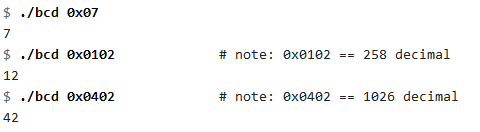 $ ./bcd 0x07
7
$ ./bcd 0x0102 # note: 0x0102 == 258 decimal
12
$ ./bcd 0x0402 # note: 0x0402 == 1026 decimal
42